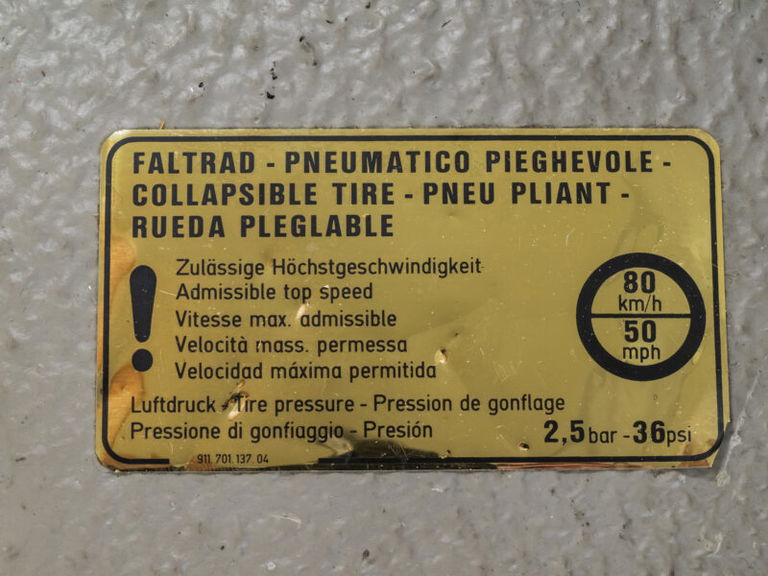 FALTRAD - PNEUMATICO PIEGHEVOLE -
COLLAPSIBLE TIRE - PNEU PLIANT -
RUEDA PLEGLABLE
!
Zulässige Höchstgeschwindigkeit
Admissible top speed
Vitesse max. admissible
Velocità mass. permessa
Velocidad máxima permitida
80
km/h
50
mph
Luftdruck - Tire pressure - Pression de gonflage
Pressione di gonfiaggio - Presión
2,5 bar - 36 psi
911. 701. 137. 04